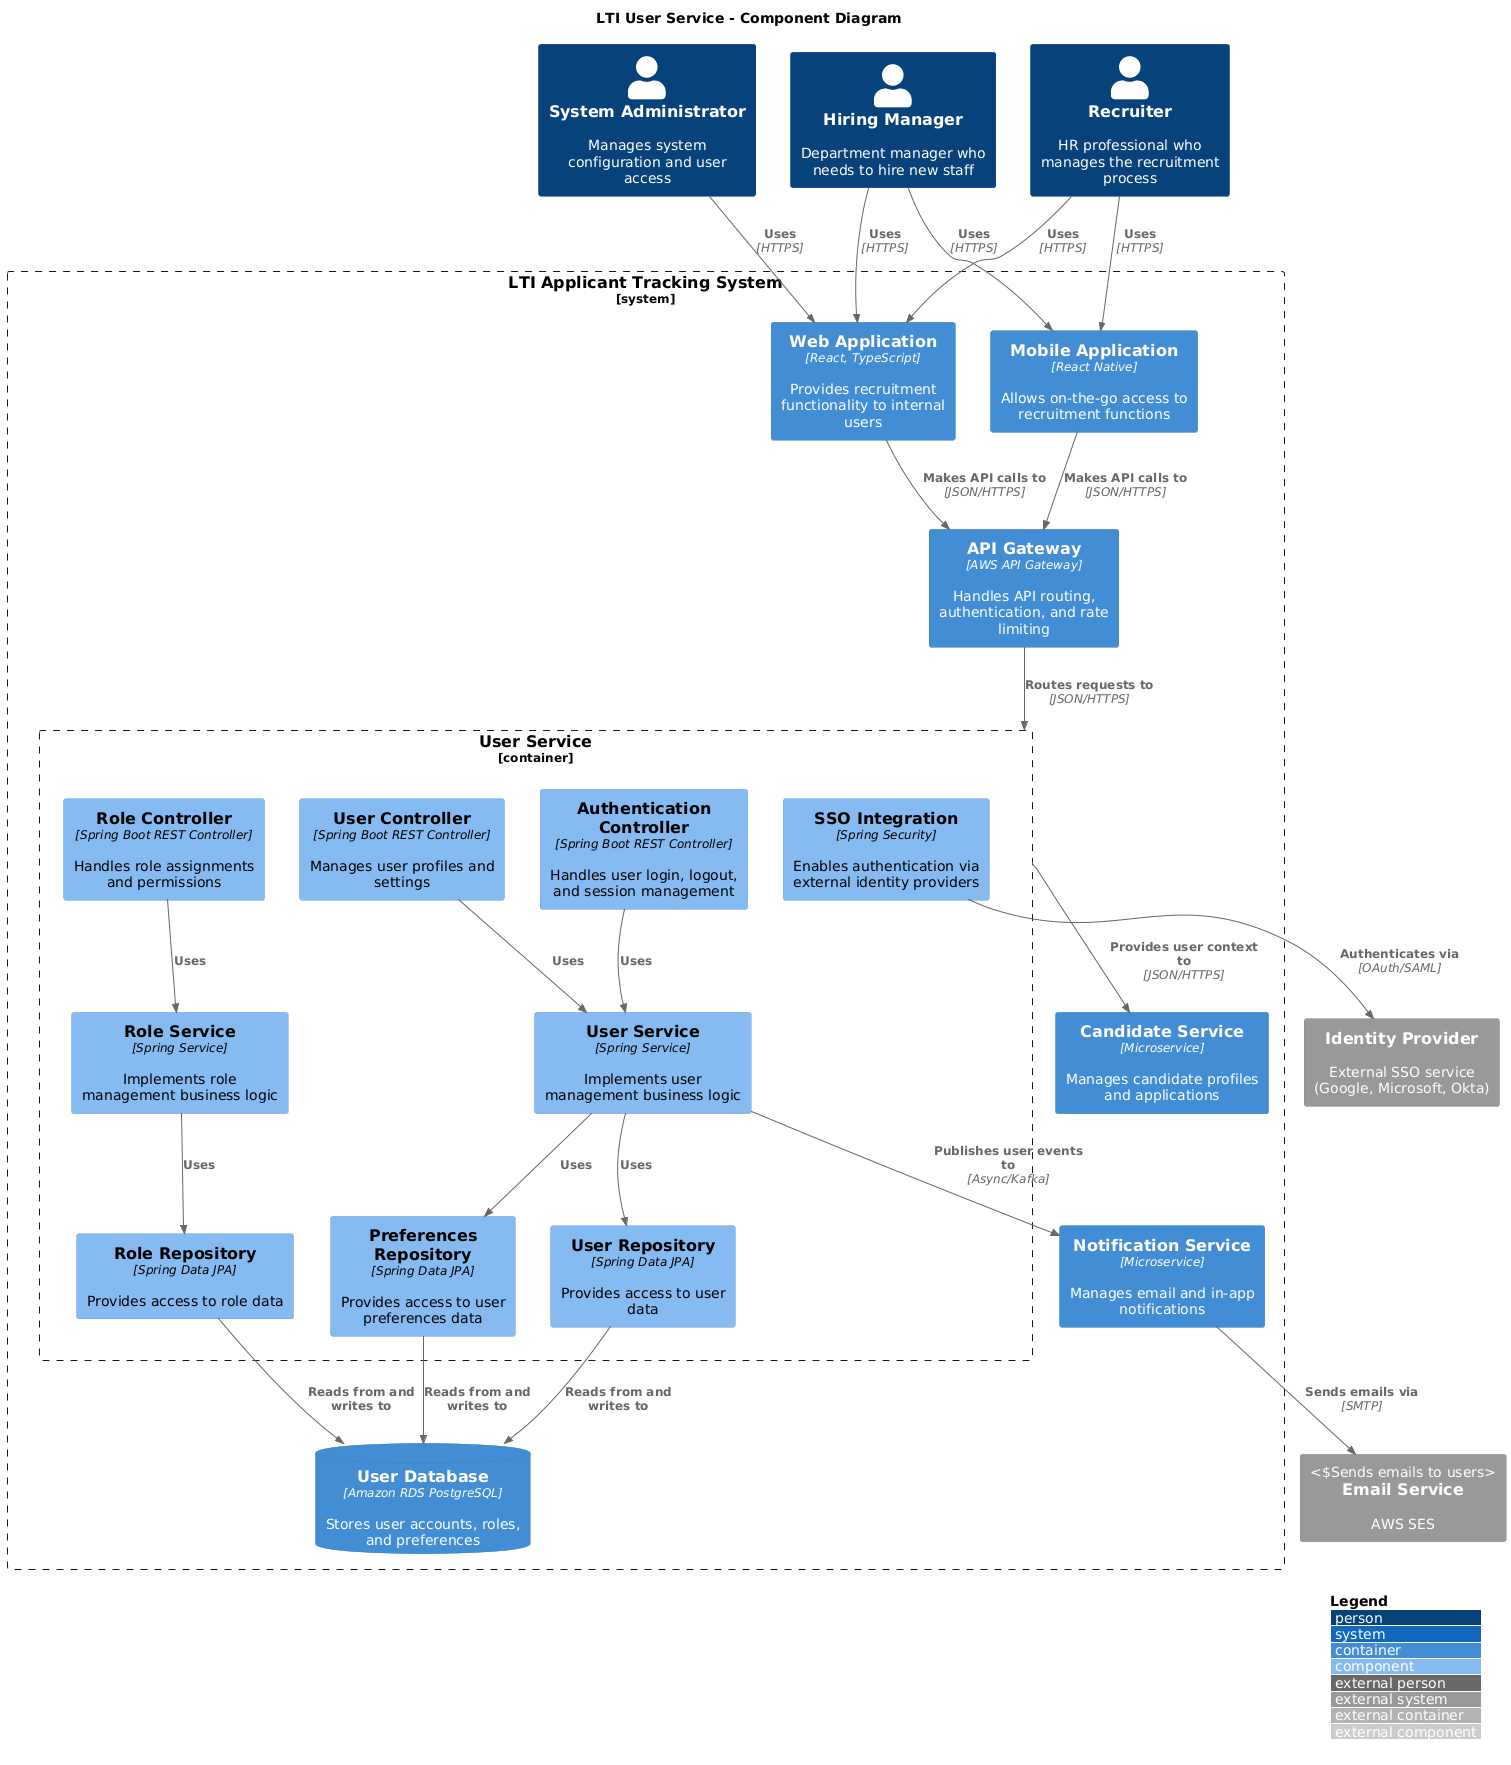 LTI User Service - Component Diagram
System Administrator
Manages system
configuration and user
access
Hiring Manager
Department manager who
needs to hire new staff
Recruiter
HR professional who
manages the recruitment
process
Uses
[HTTPS]
Uses
[HTTPS]
Uses
[HTTPS]
Uses
[HTTPS]
Uses
[HTTPS]
LTI Applicant Tracking System
[system]
Web Application
[React, TypeScript]
Provides recruitment
functionality to internal
users
Mobile Application
[React Native]
Allows on-the-go access to
recruitment functions
Makes API calls to
[JSON/HTTPS]
Makes API calls to
[JSON/HTTPS]
API Gateway
[AWS API Gateway]
Handles API routing,
authentication, and rate
limiting
Routes requests to
[JSON/HTTPS]
User Service
[container]
Role Controller
[Spring Boot REST Controller]
Handles role assignments
and permissions
User Controller
[Spring Boot REST Controller]
Manages user profiles and
settings
Authentication
Controller
[Spring Boot REST Controller]
Handles user login, logout,
and session management
SSO Integration
[Spring Security]
Enables authentication via
external identity providers
Uses
Uses
Uses
Provides user context
to
[JSON/HTTPS]
Authenticates via
[OAuth/SAML]
Role Service
[Spring Service]
Implements role
management business logic
User Service
[Spring Service]
Implements user
management business logic
Candidate Service
[Microservice]
Manages candidate profiles
and applications
Identity Provider
External SSO service
(Google, Microsoft, Okta)
Uses
Uses
Uses
Publishes user events
to
[Async/Kafka]
Role Repository
[Spring Data JPA]
Provides access to role data
Preferences
Repository
[Spring Data JPA]
Provides access to user
preferences data
User Repository
[Spring Data JPA]
Provides access to user
data
Notification Service
[Microservice]
Manages email and in-app
notifications
Reads from and
writes to
Reads from and
writes to
Reads from and
writes to
Sends emails via
[SMTP]
User Database
[Amazon RDS PostgreSQL]
Stores user accounts, roles,
and preferences
<$Sends emails to users>
Email Service
AWS SES
Legend
person
system
container
component
external person
external system
external container
external component